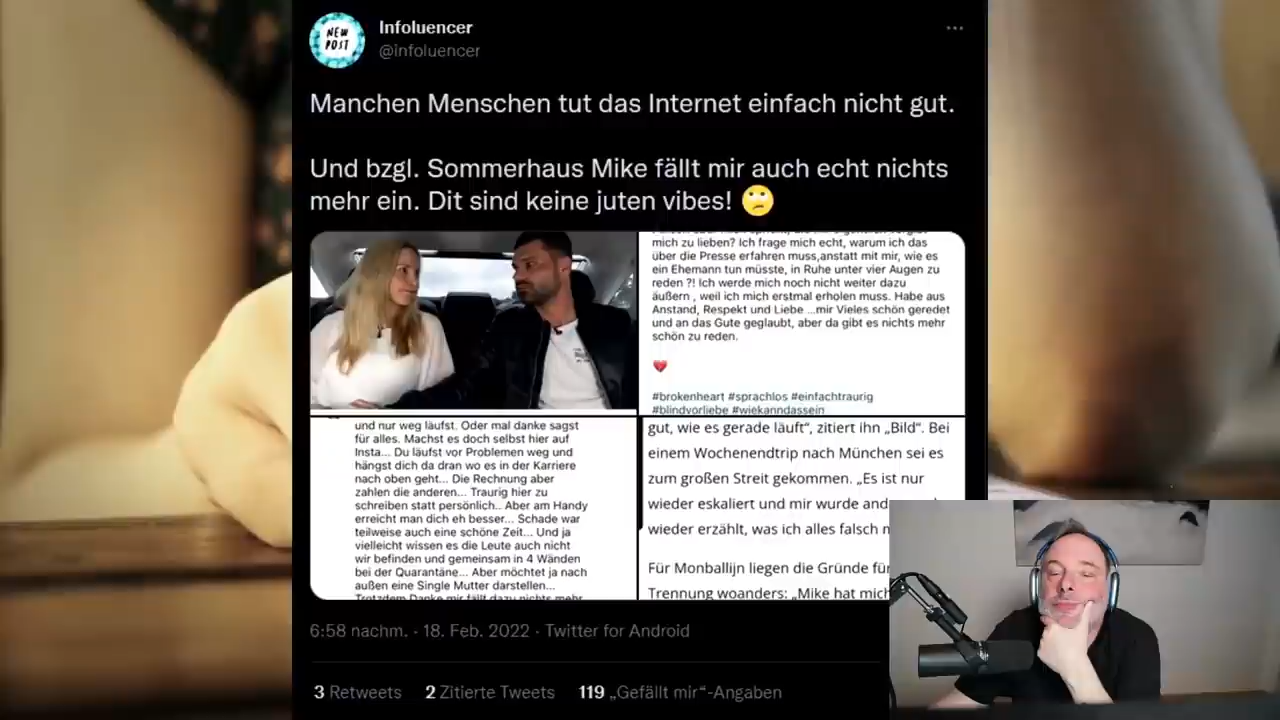 NEW
POST
Infoluencer
@infoluencer
Manchen Menschen tut das Internet einfach nicht gut.
Und bzgl. Sommerhaus Mike fällt mir auch echt nichts
mehr ein. Dit sind keine juten vibes! 🙄
mich zu lieben? Ich frage mich echt, warum ich das
über die Presse erfahren muss,anstatt mit mir, wie es
ein Ehemann tun müsste, in Ruhe unter vier Augen zu
reden ?! Ich werde mich noch nicht weiter dazu
äußern , weil ich mich erstmal erholen muss. Habe aus
Anstand, Respekt und Liebe ...mir Vieles schön geredet
und an das Gute geglaubt, aber da gibt es nichts mehr
schön zu reden.
💔
#brokenheart #sprachlos #einfachtraurig
#blindvorliebe #wiekanndassein
und nur weg läufst. Oder mal danke sagst
für alles. Machst es doch selbst hier auf
Insta... Du läufst vor Problemen weg und
hängst dich da dran wo es in der Karriere
nach oben geht... Die Rechnung aber
zahlen die anderen... Traurig hier zu
schreiben statt persönlich.. Aber am Handy
erreicht man dich eh besser... Schade war
teilweise auch eine schöne Zeit... Und ja
vielleicht wissen es die Leute auch nicht
wir befinden und gemeinsam in 4 Wänden
bei der Quarantäne... Aber möchtet ja nach
außen eine Single Mutter darstellen...
Trotzdem Danke mir fällt dazu nichts mehr
gut, wie es gerade läuft“, zitiert ihn „Bild“. Bei
einem Wochenendtrip nach München sei es
zum großen Streit gekommen. „Es ist nur
wieder eskaliert und mir wurde and
wieder erzählt, was ich alles falsch
Für Monballijn liegen die Gründe für
Trennung woanders: „Mike hat mich
6:58 nachm. · 18. Feb. 2022 · Twitter for Android
3 Retweets 2 Zitierte Tweets 119 „Gefällt mir“-Angaben